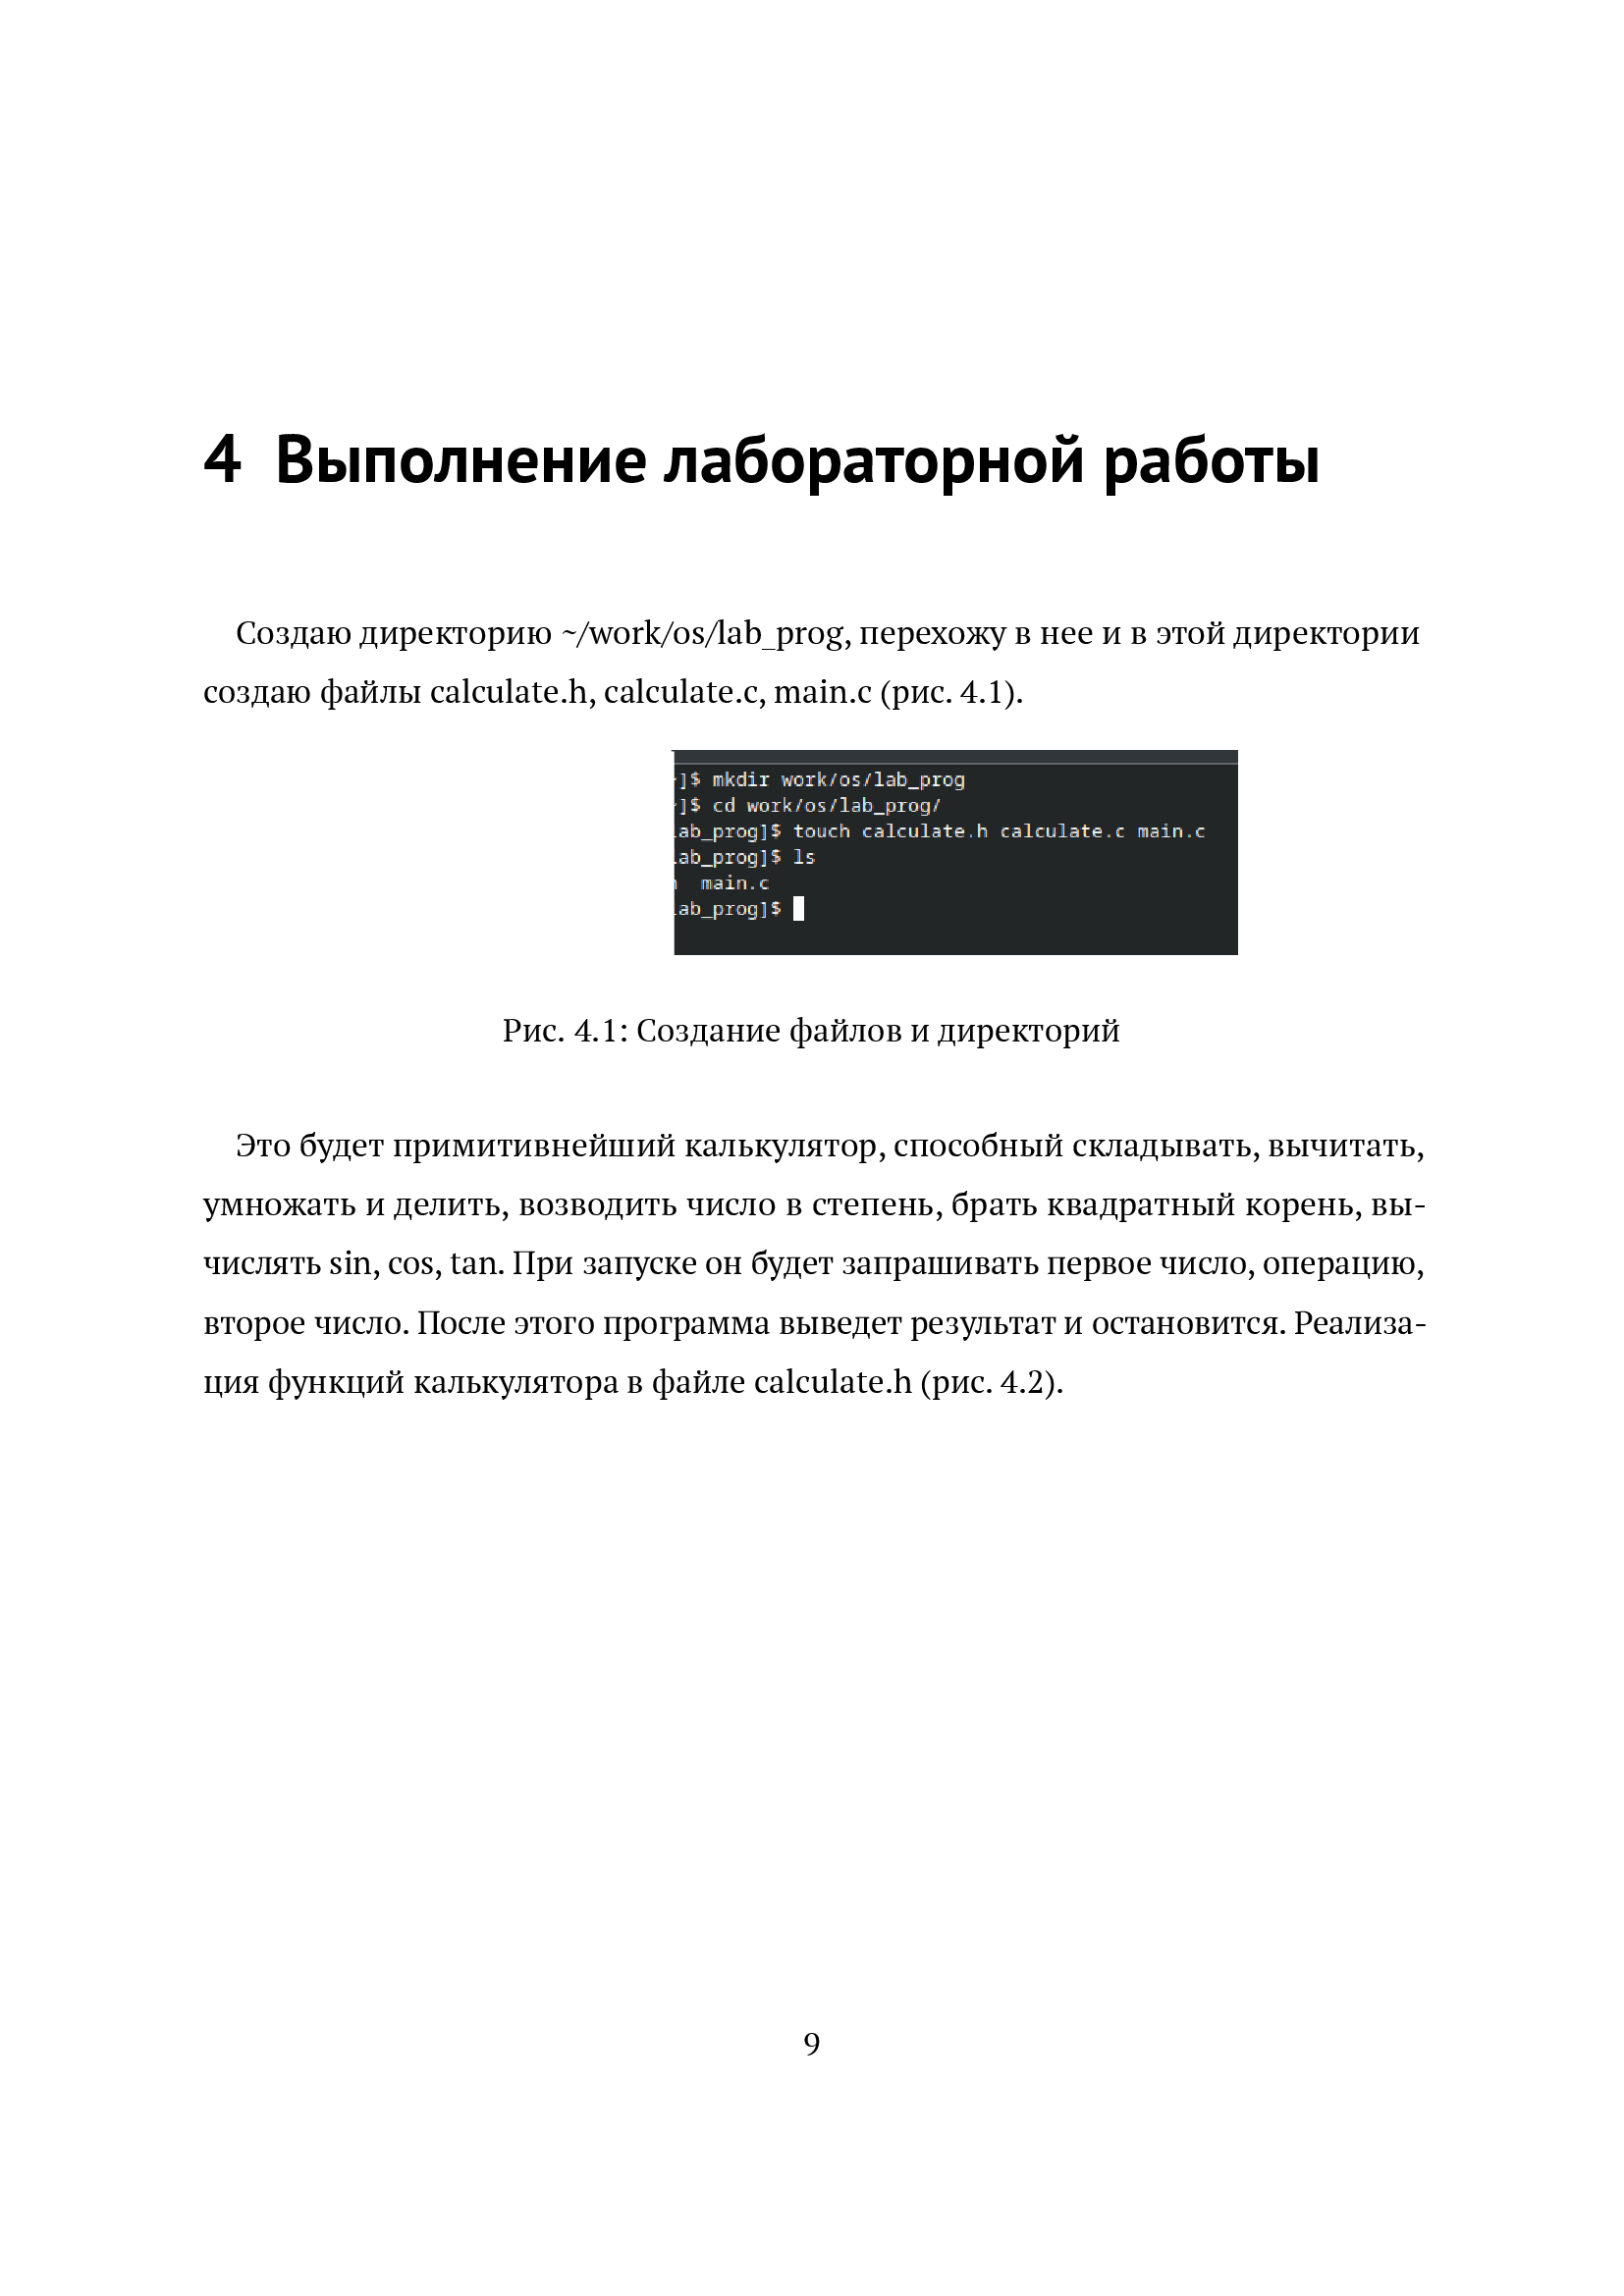 4 Выполнение лабораторной работы
Создаю директорию ~/work/os/lab_prog, перехожу в нее и в этой директории
создаю файлы calculate.h, calculate.c, main.c (рис. 4.1).
]$ mkdir work/os/lab_prog
]$ cd work/os/lab_prog/
ab_prog]$ touch calculate.h calculate.c main.c
ab_prog]$ ls
main.c
ab_prog]$
Рис. 4.1: Создание файлов и директорий
Это будет примитивнейший калькулятор, способный складывать, вычитать,
умножать и делить, возводить число в степень, брать квадратный корень, вы-
числять sin, cos, tan. При запуске он будет запрашивать первое число, операцию,
второе число. После этого программа выведет результат и остановится. Реализа-
ция функций калькулятора в файле calculate.h (рис. 4.2).
9